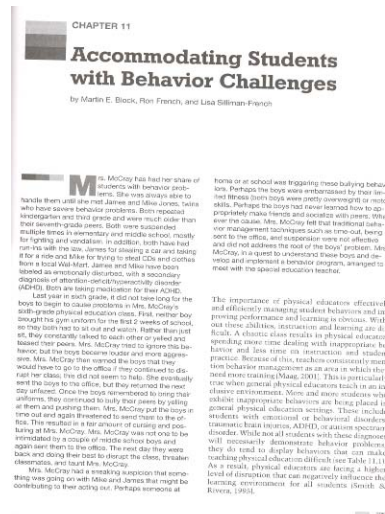 CHAPTER 11
Accommodating Students
with Behavior Challenges
by Martin E. Block, Ron French, and Lisa Silliman-French
Mrs. McCray has had her share of
students with behavior prob-
lems. She was always able to
handle them until she met James and Mike Jones, twins
who have severe behavior problems. Both repeated
kindergarten and third grade and were much older than
their seventh-grade peers. Both were suspended
multiple times in elementary and middle school, mostly
for fighting and vandalism. In addition, both have had
run-ins with the law, James for stealing a car and taking
it for a ride and Mike for trying to steal CDs and clothes
from a local Wal-Mart. James and Mike have been
labeled as emotionally disturbed, with a secondary
diagnosis of attention-deficit/hyperactivity disorder
(ADHD). Both are taking medication for their ADHD.
Last year in sixth grade, it did not take long for the
boys to begin to cause problems in Mrs. McCray's
sixth-grade physical education class. First, neither boy
brought his gym uniform for the first 2 weeks of school,
so they both had to sit out and watch. Rather than just
sit, they constantly talked to each other or yelled and
teased their peers. Mrs. McCray tried to ignore this be-
havior, but the boys became louder and more aggres-
sive. Mrs. McCray then warned the boys that they
would have to go to the office if they continued to dis-
rupt her class; this did not seem to help. She eventually
sent the boys to the office, but they returned the next
day unfazed. Once the boys remembered to bring their
uniforms, they continued to bully their peers by yelling
at them and pushing them. Mrs. McCray put the boys in
time out and again threatened to send them to the of-
fice. This resulted in a fair amount of cursing and pos-
turing at Mrs. McCray. Mrs. McCray was not one to be
intimidated by a couple of middle school boys and
again sent them to the office. The next day they were
back and doing their best to disrupt the class, threaten
classmates, and taunt Mrs. McCray.
Mrs. McCray had a sneaking suspicion that some-
thing was going on with Mike and James that might be
contributing to their acting out. Perhaps someone at
home or at school was triggering these bullying behav-
iors. Perhaps the boys were embarrassed by their lim-
ited fitness (both boys were pretty overweight) or motor
skills. Perhaps the boys had never learned how to ap-
propriately make friends and socialize with peers.
ever the cause, Mrs. McCray felt that traditional behav-
ior management techniques such as time-out, being
sent to the office, and suspension were not effective
and did not address the root of the boys' problem. Mrs.
McCray, in a quest to understand these boys and de-
velop and implement a behavior program, arranged to
meet with the special education teacher.
The importance of physical educators effectively
and efficiently managing student behaviors and im-
proving performance and learning is obvious. With-
out these abilities, instruction and learning are dif-
ficult. A chaotic class results in physical educators
spending more time dealing with inappropriate be-
havior and less time on instruction and student
practice. Because of this, teachers consistently men-
tion behavior management as an area in which they
need more training (Maag, 2001). This is particularly
true when general physical educators teach in an in-
clusive environment. More and more students who
exhibit inappropriate behaviors are being placed in
general physical education settings. These include
students with emotional or behavioral disorders,
traumatic brain injuries, ADHD, or autism spectrum
disorder. While not all students with these diagnoses
will necessarily demonstrate behavior problems,
they do tend to display behaviors that can make
teaching physical education difficult (see Table 11.1).
As a result, physical educators are facing a higher
level of disruption that can negatively influence the
learning environment for all students (Smith &
Rivera, 1995).